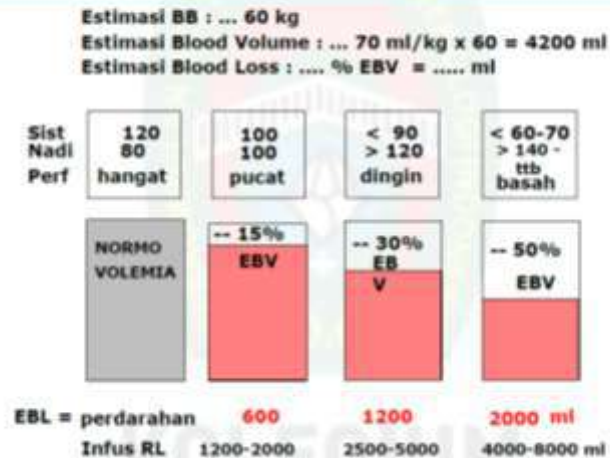 Estimasi BB : ... 60 kg
Estimasi Blood Volume : ... 70 ml/kg x 60 = 4200 ml
Estimasi Blood Loss : .... % EBV = ..... ml
Sist 120 100 < 90 < 60-70
Nadi 80 100 > 120 > 140 - ttb
Perf hangat pucat dingin basah
NORMO VOLEMIA
-- 15% EBV
-- 30% EB V
-- 50% EBV
EBL = perdarahan 600 1200 2000 ml
Infus RL 1200-2000 2500-5000 4000-8000 ml